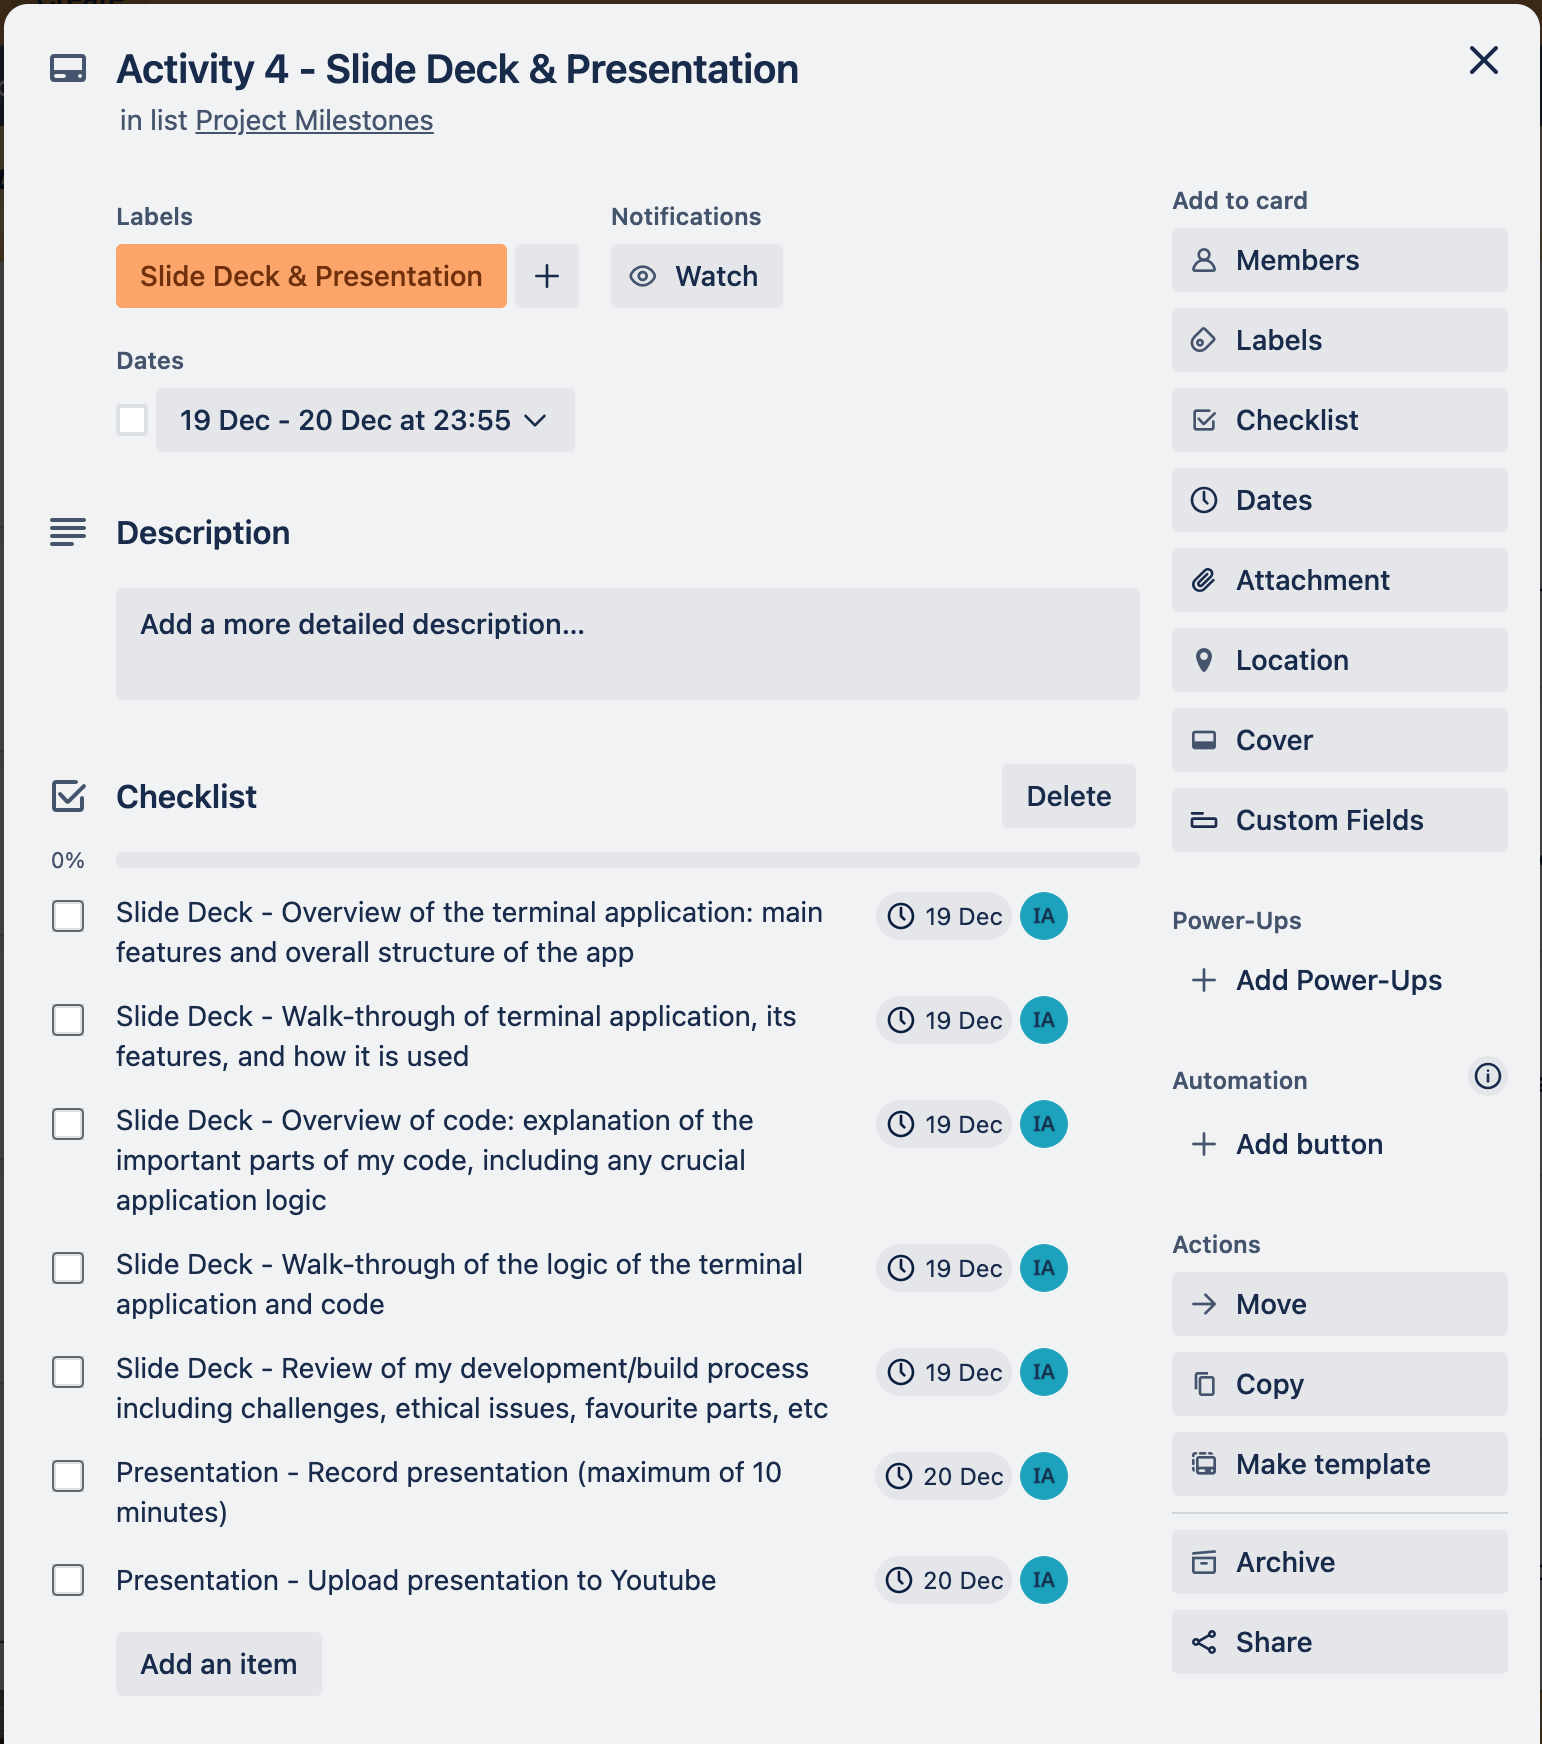 Activity 4 - Slide Deck & Presentation
in list Project Milestones
Labels
Slide Deck & Presentation
Notifications
Watch
Dates
19 Dec - 20 Dec at 23:55
Description
Add a more detailed description...
Checklist
Delete
0%
Slide Deck - Overview of the terminal application: main
features and overall structure of the app
19 Dec
IA
Slide Deck - Walk-through of terminal application, its
features, and how it is used
19 Dec
IA
Slide Deck - Overview of code: explanation of the
important parts of my code, including any crucial
application logic
19 Dec
IA
Slide Deck - Walk-through of the logic of the terminal
application and code
19 Dec
IA
Slide Deck - Review of my development/build process
including challenges, ethical issues, favourite parts, etc
19 Dec
IA
Presentation - Record presentation (maximum of 10
minutes)
20 Dec
IA
Presentation - Upload presentation to Youtube
20 Dec
IA
Add an item
Add to card
Members
Labels
Checklist
Dates
Attachment
Location
Cover
Custom Fields
Power-Ups
Add Power-Ups
Automation
Add button
Actions
Move
Copy
Make template
Archive
Share